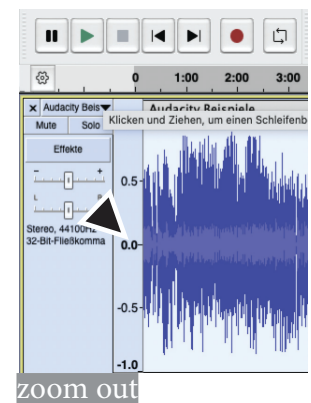 0 1:00 2:00 3:00
Audacity Beis
Audacity Beispiele
Klicken und Ziehen, um einen Schleifenb
Mute Solo
Effekte
- +
L
Stereo, 44100Hz
32-Bit-Fließkomma
0.5-
0.0-
-0.5-
-1.0
zoom out